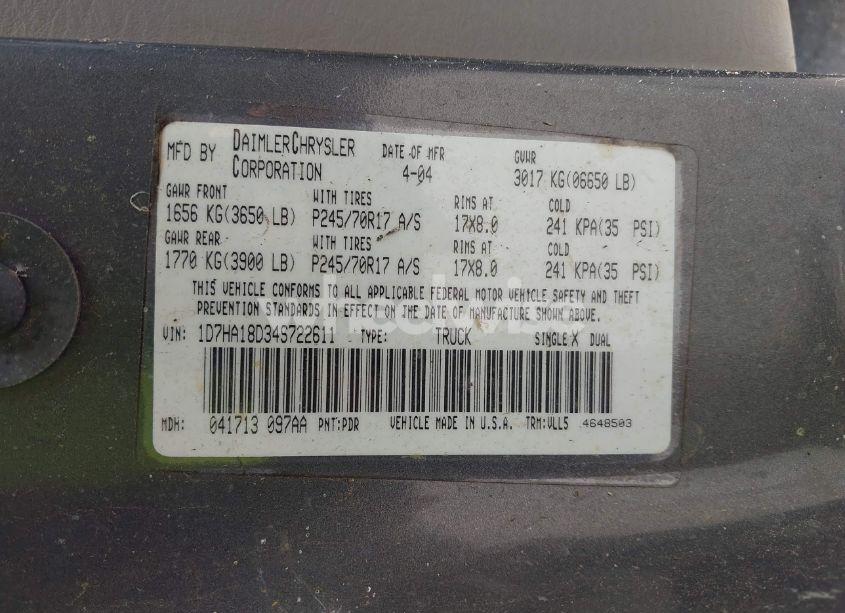 MFD BY DAIMLERCHRYSLER CORPORATION DATE OF MFR 4-04 GVWR 3017 KG(06650 LB)
GAWR FRONT WITH TIRES RIMS AT COLD
1656 KG(3650 LB) P245/70R17 A/S 17X8.0 241 KPA(35 PSI)
GAWR REAR WITH TIRES RIMS AT COLD
1770 KG(3900 LB) P245/70R17 A/S 17X8.0 241 KPA(35 PSI)
THIS VEHICLE CONFORMS TO ALL APPLICABLE FEDERAL MOTOR VEHICLE SAFETY AND THEFT
PREVENTION STANDARDS IN EFFECT ON THE DATE OF MANUFACTURE SHOWN ABOVE.
VIN: 1D7HA18D34S722611 TYPE: TRUCK SINGLE X DUAL
MDH: 041713 097AA PNT:PDR VEHICLE MADE IN U.S.A. TRM:VLL5 4648503